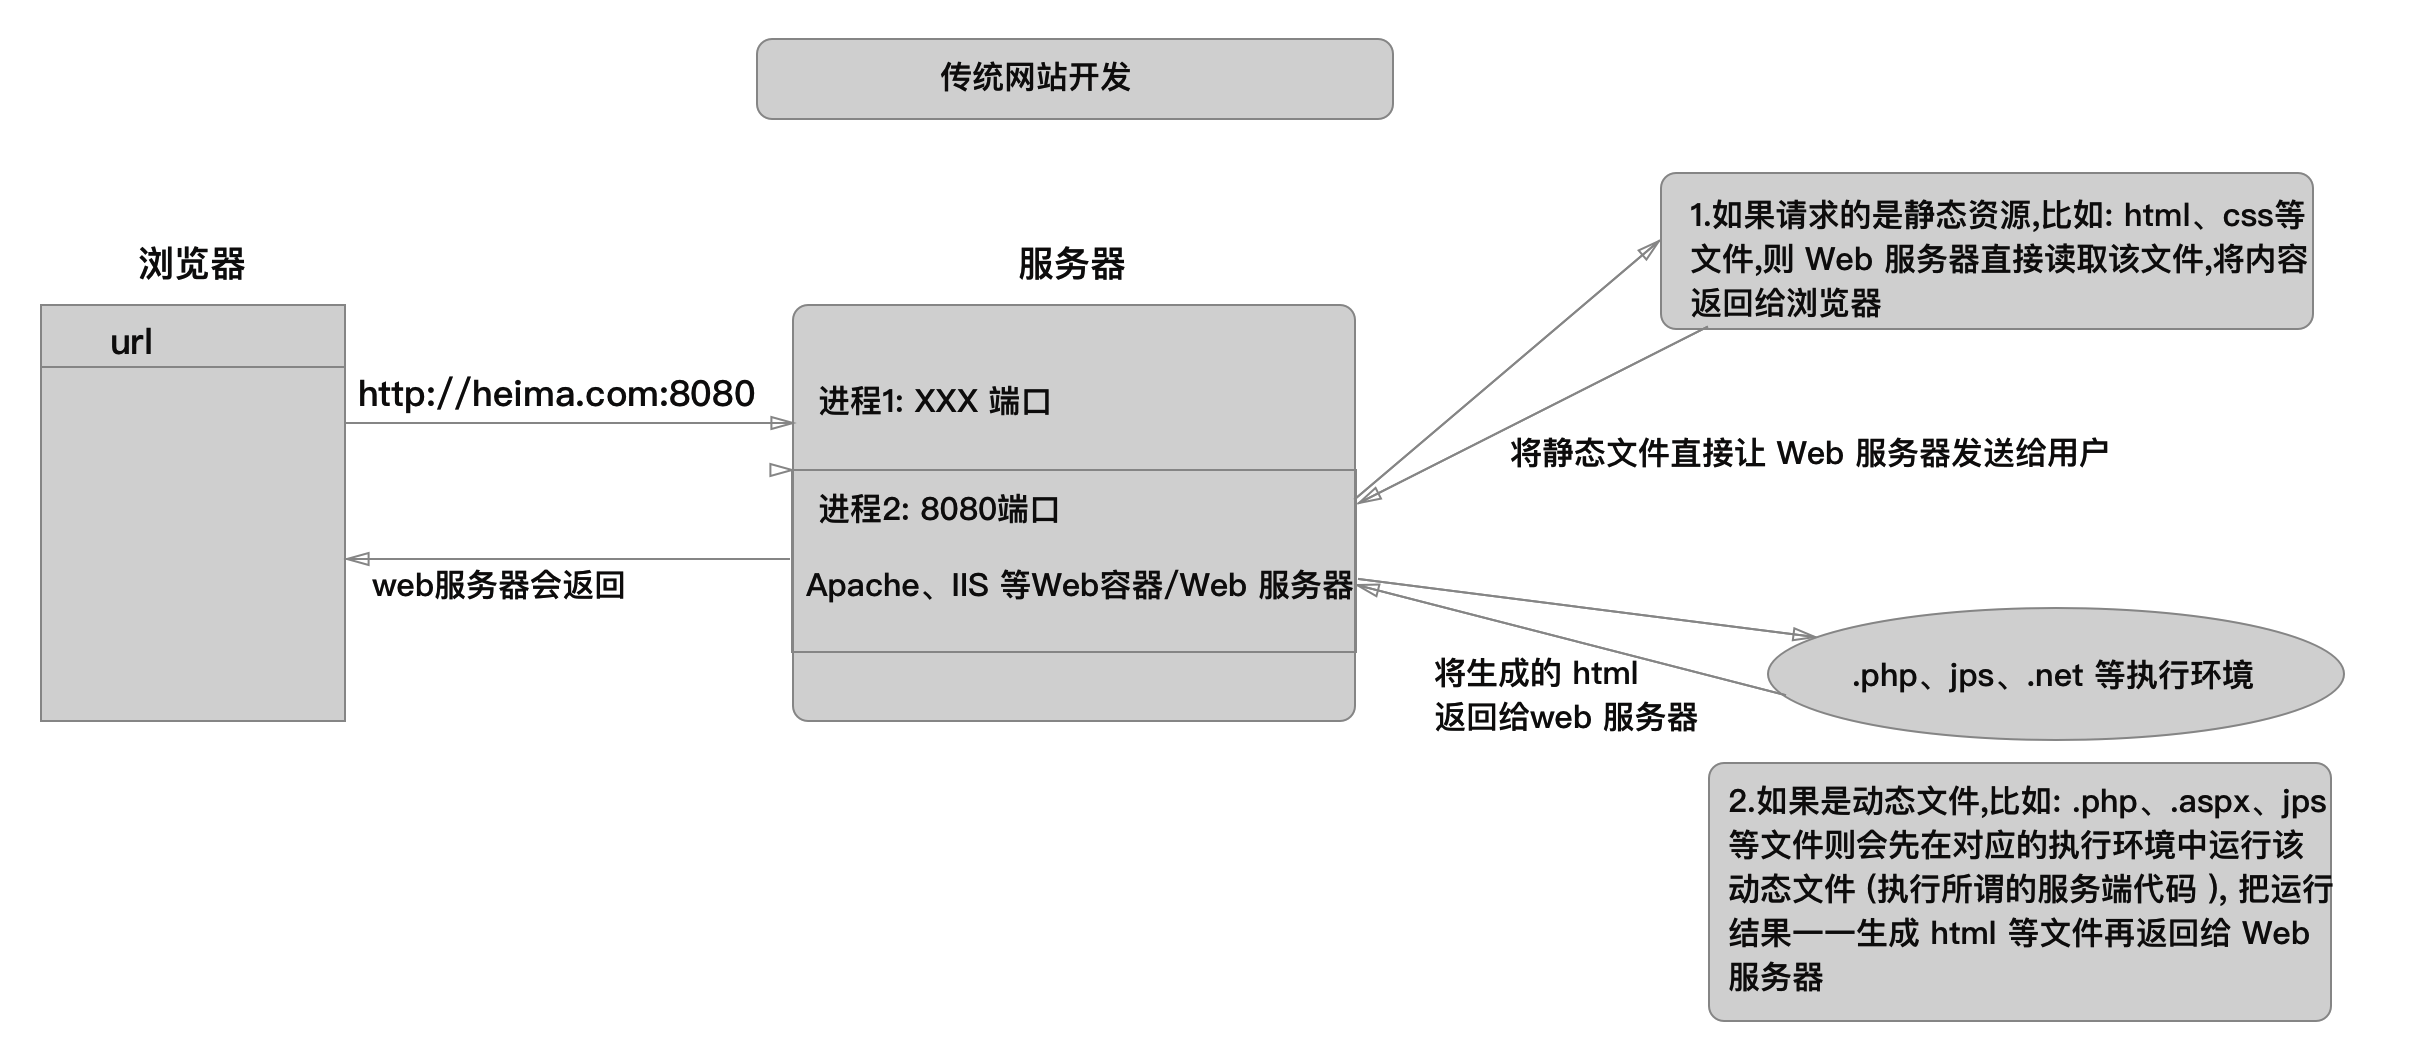 传统网站开发
浏览器
url
http://heima.com:8080
web服务器会返回
服务器
进程1: XXX 端口
进程2: 8080端口
Apache、IIS 等Web容器/Web 服务器
1.如果请求的是静态资源,比如: html、css等
文件,则 Web 服务器直接读取该文件,将内容
返回给浏览器
将静态文件直接让 Web 服务器发送给用户
.php、jps、.net 等执行环境
将生成的 html
返回给web 服务器
2.如果是动态文件,比如: .php、.aspx、jps
等文件则会先在对应的执行环境中运行该
动态文件 (执行所谓的服务端代码 ), 把运行
结果一一生成 html 等文件再返回给 Web
服务器